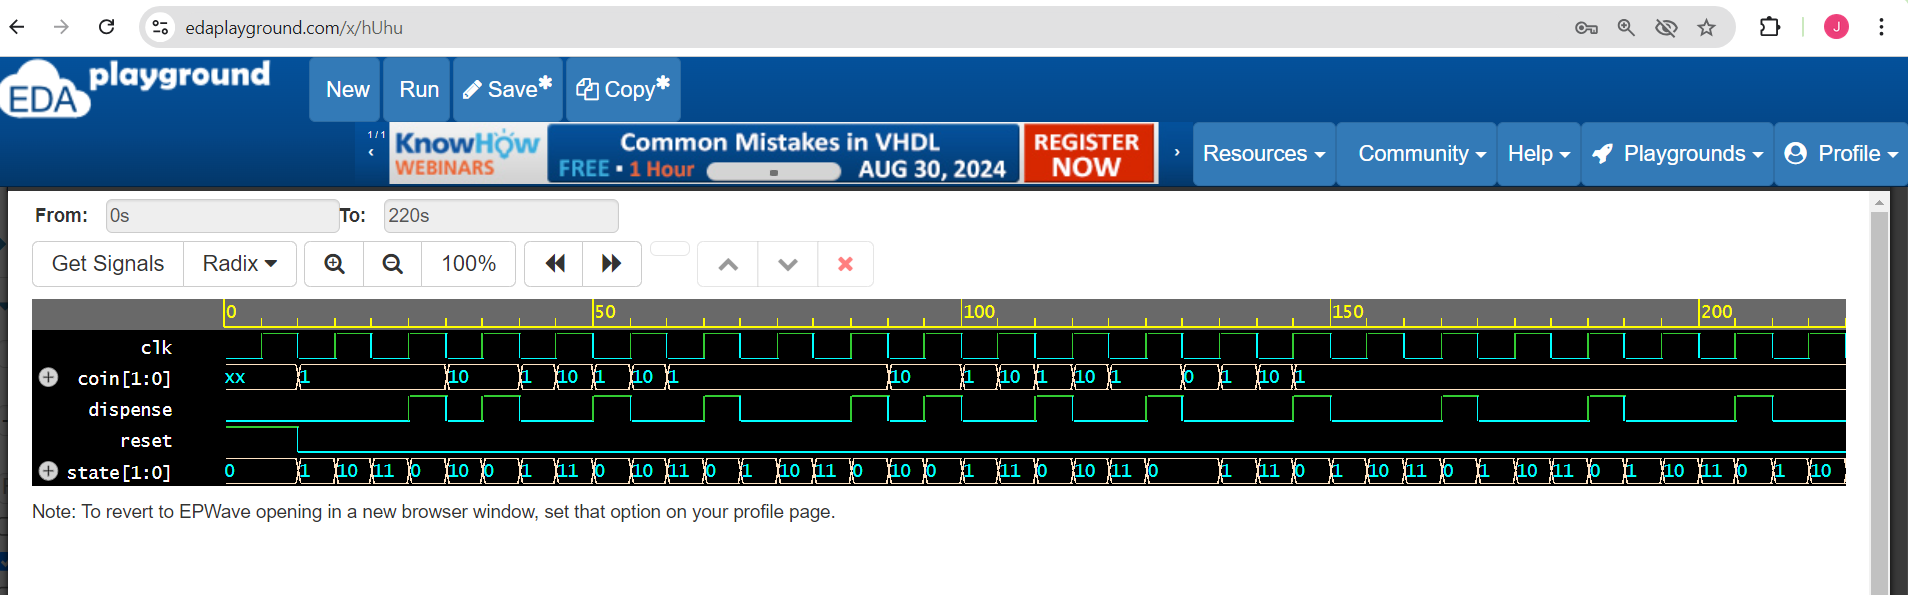 edaplayground.com/x/hUhu
J
EDA playground
New Run Save* Copy*
1/1
KnowHow WEBINARS
Common Mistakes in VHDL
FREE ▪ 1 Hour AUG 30, 2024
REGISTER NOW
Resources Community Help Playgrounds Profile
From: 0s To: 220s
Get Signals Radix 100%
0 50 100 150 200
clk
coin[1:0] xx 1 10 1 10 1 10 1 10 1 10 1 10 1 0 1 10 1
dispense
reset
state[1:0] 0 1 10 11 0 10 0 1 11 0 10 11 0 1 10 11 0 10 0 1 11 0 10 11 0 1 11 0 1 10 11 0 1 10 11 0 1 10 11 0 1 10
Note: To revert to EPWave opening in a new browser window, set that option on your profile page.